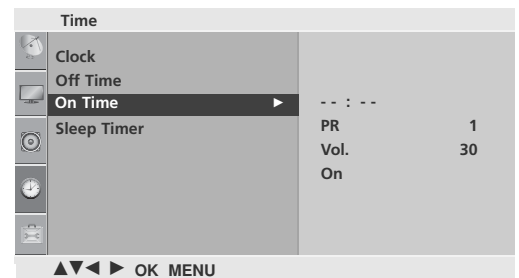 Time
Clock
Off Time
On Time ► - - : - -
Sleep Timer PR 1
Vol. 30
On
▲▼◄ ► OK MENU